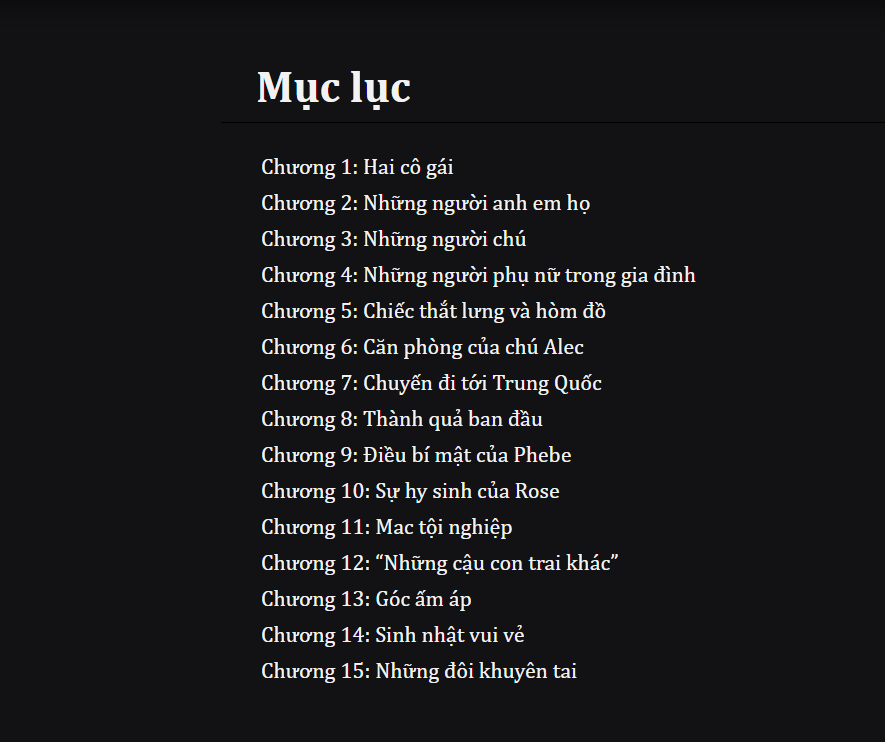 Mục lục
Chương 1: Hai cô gái
Chương 2: Những người anh em họ
Chương 3: Những người chú
Chương 4: Những người phụ nữ trong gia đình
Chương 5: Chiếc thắt lưng và hòm đồ
Chương 6: Căn phòng của chú Alec
Chương 7: Chuyến đi tới Trung Quốc
Chương 8: Thành quả ban đầu
Chương 9: Điều bí mật của Phebe
Chương 10: Sự hy sinh của Rose
Chương 11: Mac tội nghiệp
Chương 12: “Những cậu con trai khác”
Chương 13: Góc ấm áp
Chương 14: Sinh nhật vui vẻ
Chương 15: Những đôi khuyên tai